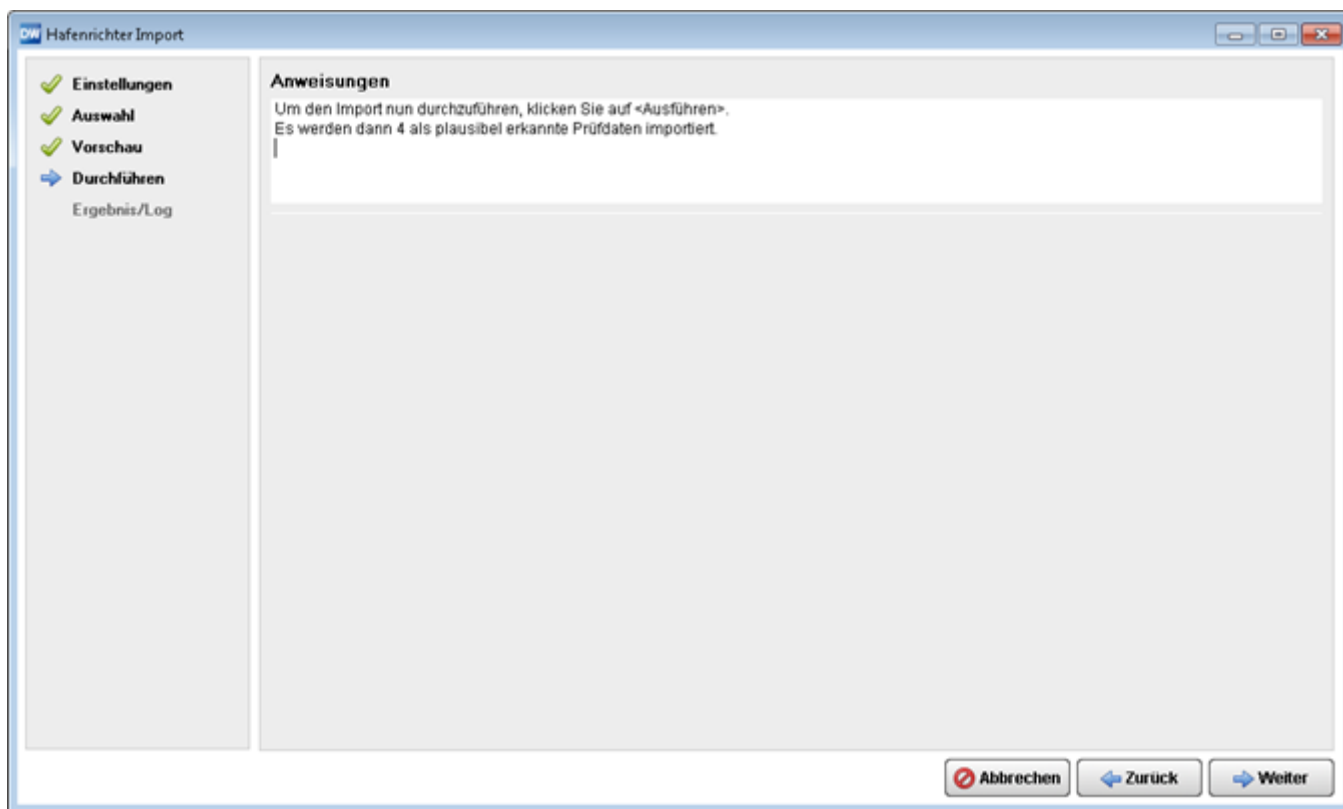 DW Hafenrichter Import
Einstellungen
Auswahl
Vorschau
Durchführen
Ergebnis/Log
Anweisungen
Um den Import nun durchzuführen, klicken Sie auf <Ausführen>.
Es werden dann 4 als plausibel erkannte Prüfdaten importiert.
Abbrechen
Zurück
Weiter